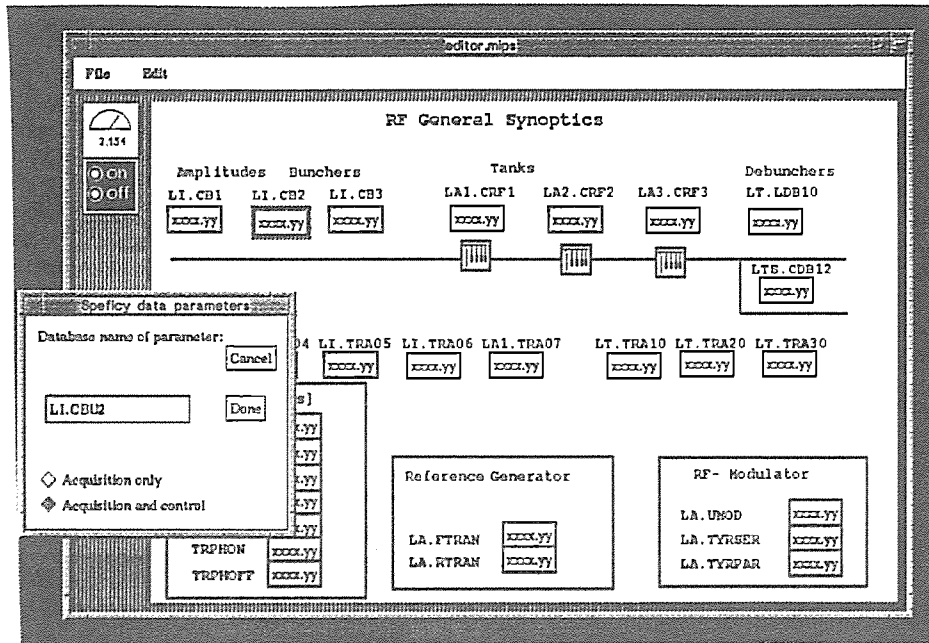 editor.mips
File Edit
RF General Synoptics
2.134
on
off
Amplitudes Bunchers Tanks Debunchers
LI.CB1 LI.CB2 LI.CB3 LA1.CRF1 LA2.CRF2 LA3.CRF3 LT.LDB10
xxxx.yy xxxx.yy xxxx.yy xxxx.yy xxxx.yy xxxx.yy xxxx.yy
LTS.CDB12
xxxx.yy
Speficy data parameters
Database name of parameter:
Cancel
LI.CBU2
Done
Acquisition only
Acquisition and control
04 LI.TRA05 LI.TRA06 LA1.TRA07 LT.TRA10 LT.TRA20 LT.TRA30
xxxx.yy xxxx.yy xxxx.yy xxxx.yy xxxx.yy xxxx.yy
s]
x.yy
x.yy
x.yy
x.yy
x.yy
TRPHON xxxx.yy
TRPHOFF xxxx.yy
Reference Generator
LA.FTRAN xxxx.yy
LA.RTRAN xxxx.yy
RF- Modulator
LA.UMOD xxxx.yy
LA.TYRSER xxxx.yy
LA.TYRPAR xxxx.yy